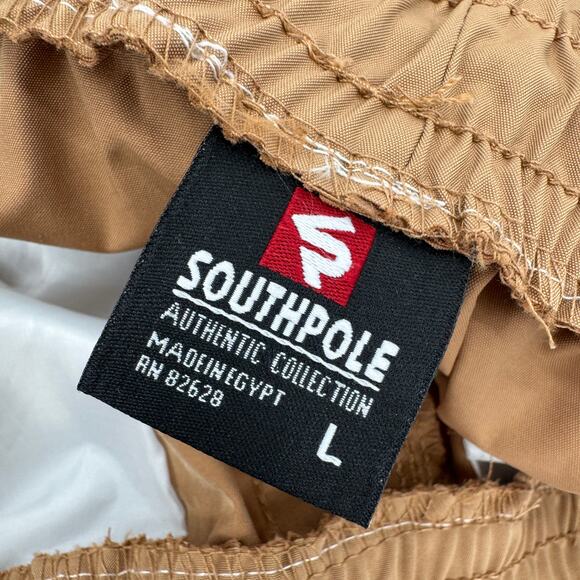 SP
SOUTHPOLE
AUTHENTIC COLLECTION
MADEINEGYPT
RN 82628
L